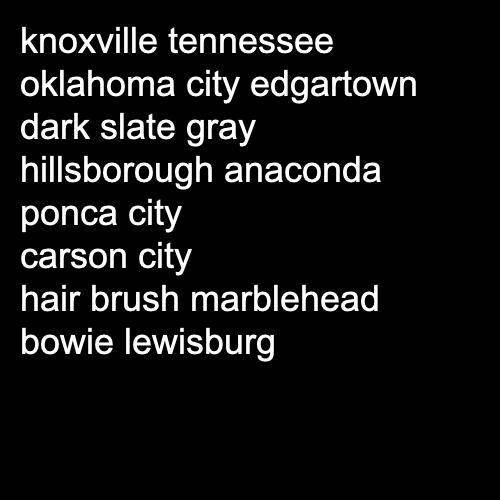 knoxville tennessee
oklahoma city edgartown
dark slate gray
hillsborough anaconda
ponca city
carson city
hair brush marblehead
bowie lewisburg